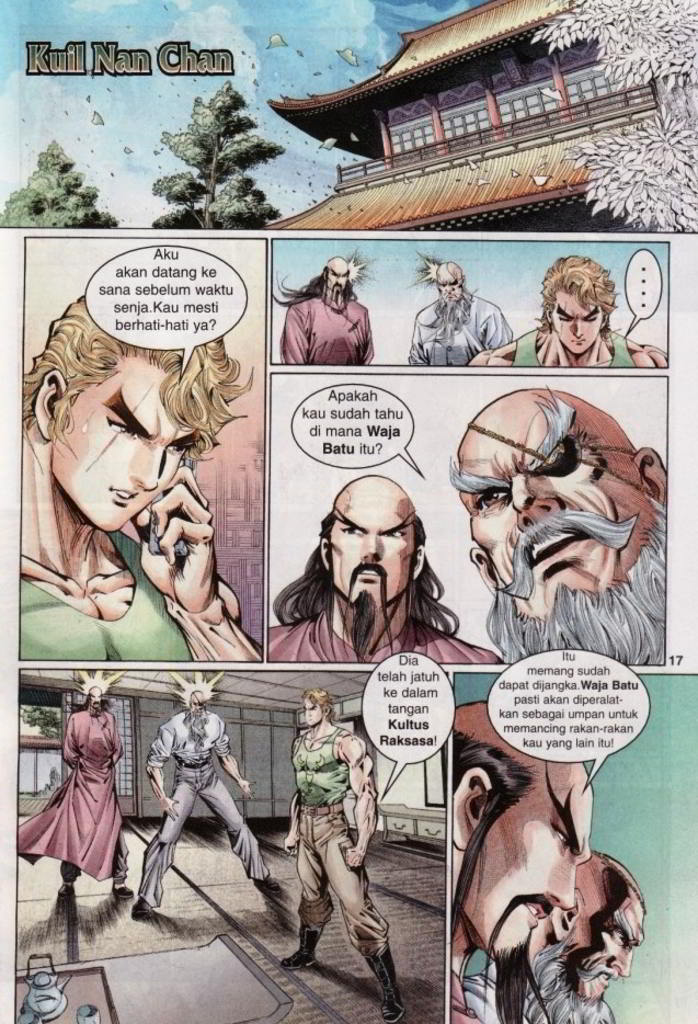 Kuil Nan Chan
Aku
akan datang ke
sana sebelum waktu
senja.Kau mesti
berhati-hati ya?
....
Apakah
kau sudah tahu
di mana Waja
Batu itu?
17
Dia
telah jatuh
ke dalam
tangan
Kultus
Raksasa!
Itu
memang sudah
dapat dijangka.Waja Batu
pasti akan diperalat-
kan sebagai umpan untuk
memancing rakan-rakan
kau yang lain itu!